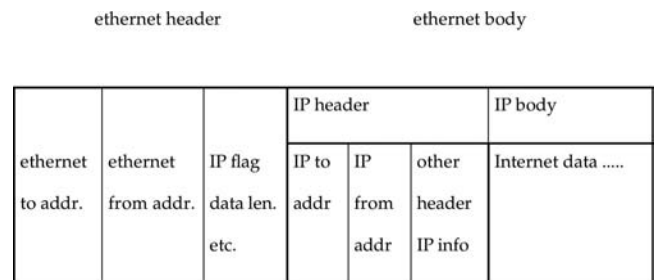 ethernet header
ethernet body
IP header
IP body
ethernet
to addr.
ethernet
from addr.
IP flag
data len.
etc.
IP to
addr
IP
from
addr
other
header
IP info
Internet data .....